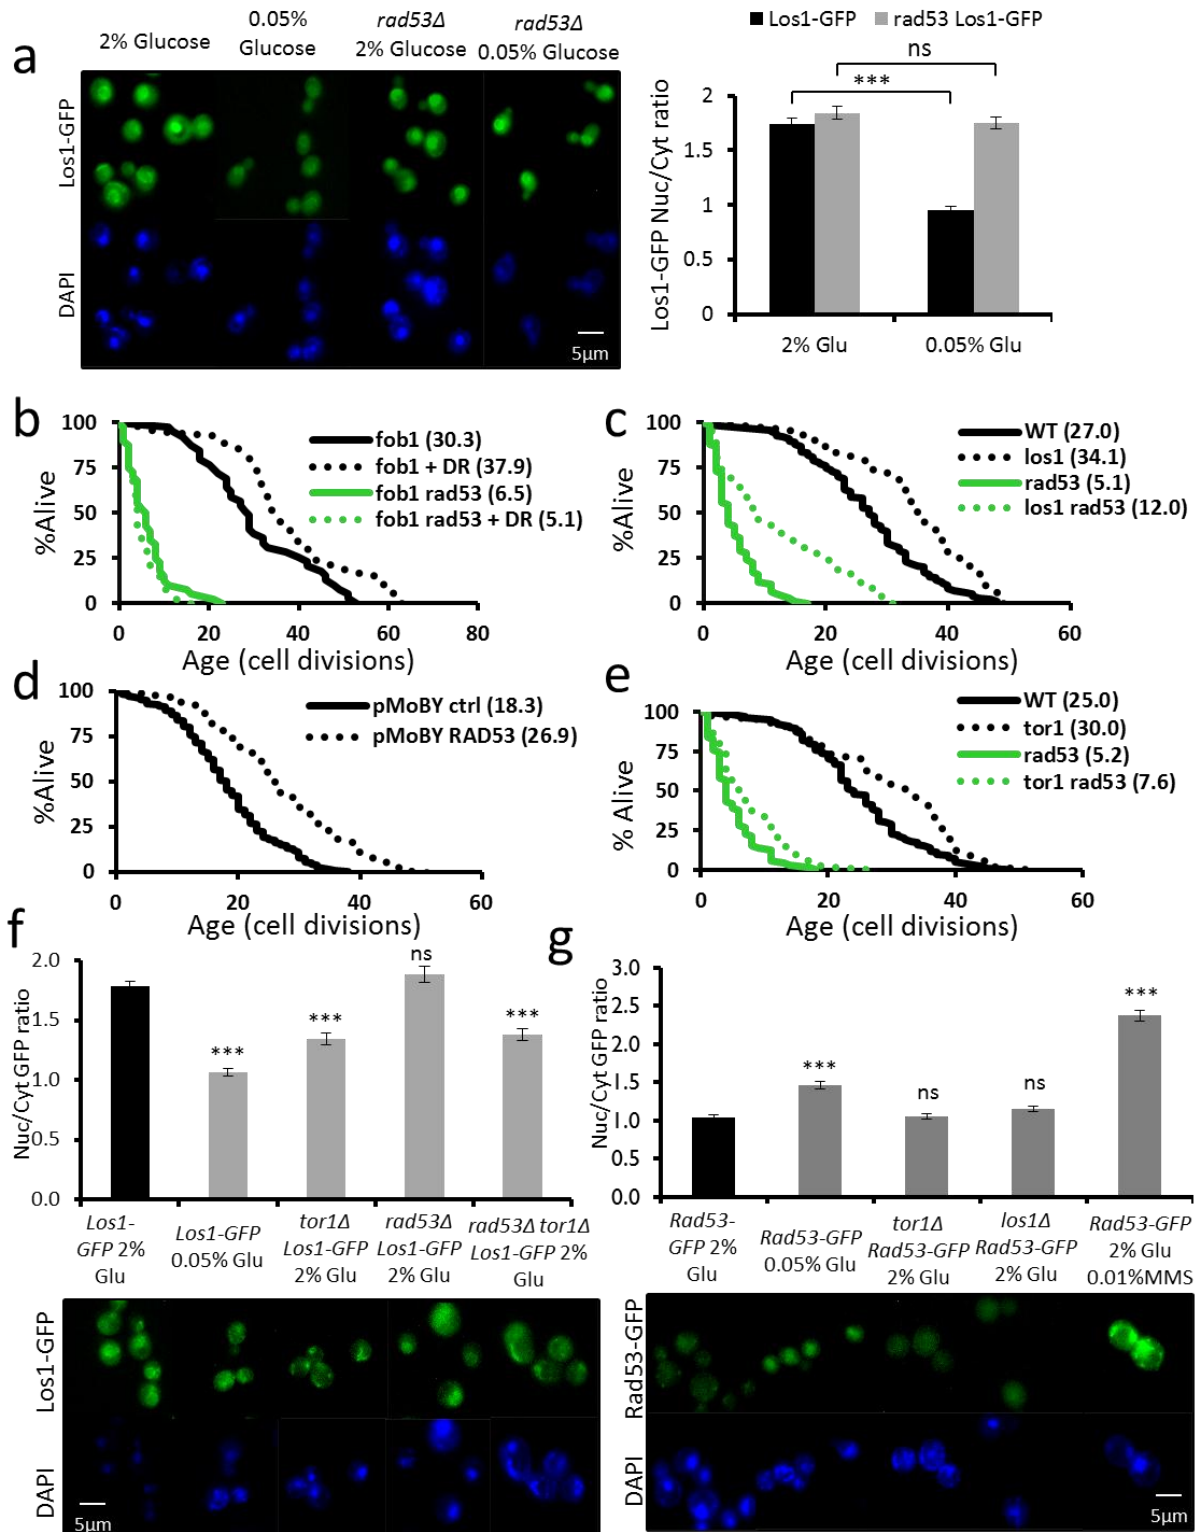 a
2% Glucose
0.05%
Glucose
rad53Δ
2% Glucose
rad53Δ
0.05% Glucose
Los1-GFP
DAPI
5µm
Los1-GFP
rad53 Los1-GFP
ns
***
Los1-GFP Nuc/Cyt ratio
2
1.5
1
0.5
0
2% Glu
0.05% Glu
b
%Alive
100
75
50
25
0
fob1 (30.3)
fob1 + DR (37.9)
fob1 rad53 (6.5)
fob1 rad53 + DR (5.1)
0 20 40 60 80
Age (cell divisions)
c
%Alive
100
75
50
25
0
WT (27.0)
los1 (34.1)
rad53 (5.1)
los1 rad53 (12.0)
0 20 40 60
Age (cell divisions)
d
%Alive
100
75
50
25
0
pMoBY ctrl (18.3)
pMoBY RAD53 (26.9)
0 20 40 60
Age (cell divisions)
e
% Alive
100
75
50
25
0
WT (25.0)
tor1 (30.0)
rad53 (5.2)
tor1 rad53 (7.6)
0 20 40 60
Age (cell divisions)
f
Nuc/Cyt GFP ratio
2.0
1.5
1.0
0.5
0.0
***
***
ns
***
Los1-
GFP 2%
Glu
Los1-GFP
0.05% Glu
tor1Δ
Los1-GFP
2% Glu
rad53Δ
Los1-GFP
2% Glu
rad53Δ tor1Δ
Los1-GFP 2%
Glu
Los1-GFP
DAPI
5µm
g
Nuc/Cyt GFP ratio
3.0
2.5
2.0
1.5
1.0
0.5
0.0
***
ns
ns
***
Rad53-
GFP 2%
Glu
Rad53-GFP
0.05% Glu
tor1Δ
Rad53-GFP
2% Glu
los1Δ
Rad53-GFP
2% Glu
Rad53-GFP
2% Glu
0.01%MMS
Rad53-GFP
DAPI
5µm